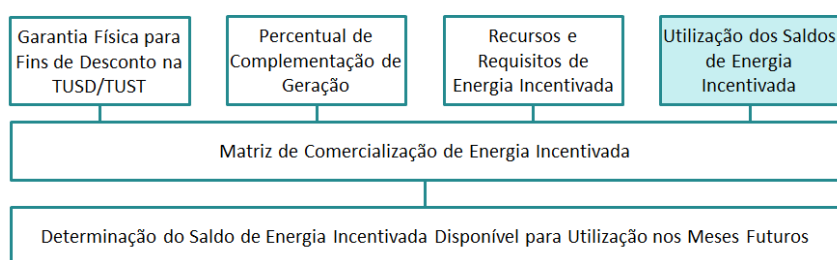 Garantia Física para
Fins de Desconto na
TUSD/TUST
Percentual de
Complementação de
Geração
Recursos e
Requisitos de
Energia Incentivada
Utilização dos Saldos
de Energia
Incentivada
Matriz de Comercialização de Energia Incentivada
Determinação do Saldo de Energia Incentivada Disponível para Utilização nos Meses Futuros